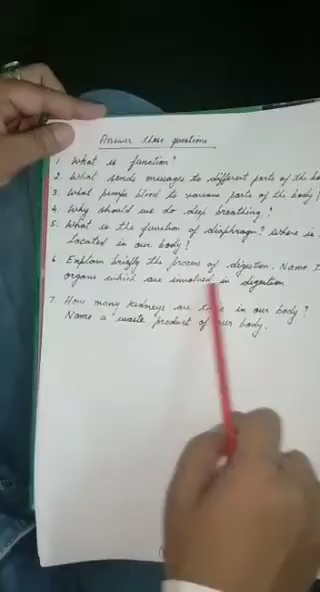 Answer these questions
1. What is function?
2. What sends messages to different parts of the
3. What pumps blood to various parts of the body?
4. Why should we do deep breathing?
5. What is the function of diaphragm? Where is
located in our body?
6. Explain briefly the process of digestion. Name
organs which are involved in digestion
7. How many kidneys are in our body?
Name a waste product of our body.